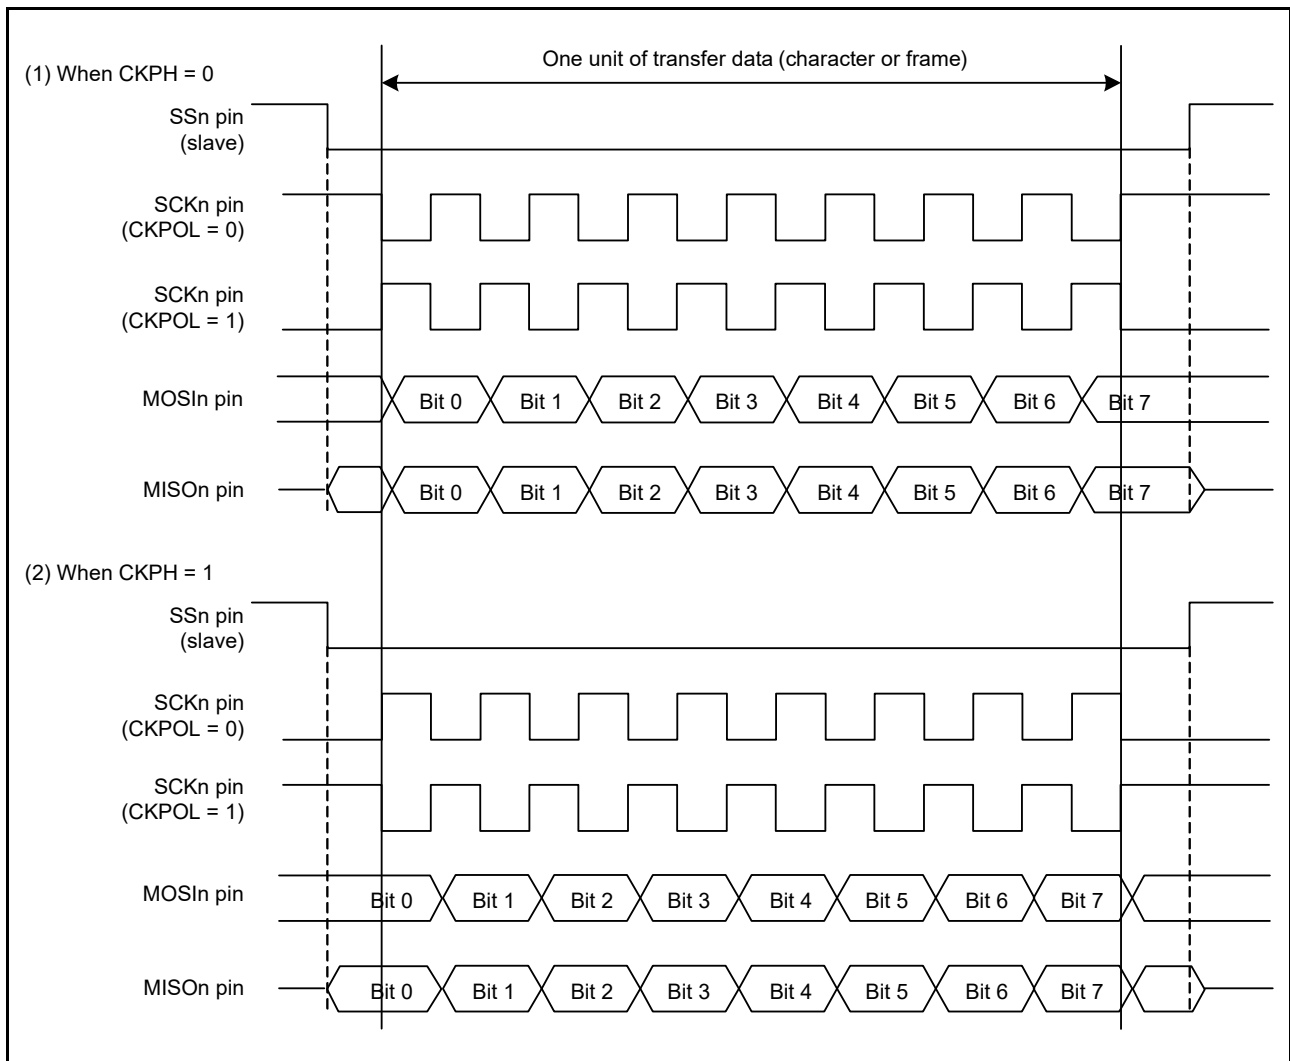 One unit of transfer data (character or frame)
(1) When CKPH = 0
SSn pin
(slave)
SCKn pin
(CKPOL = 0)
SCKn pin
(CKPOL = 1)
MOSIn pin
Bit 0 Bit 1 Bit 2 Bit 3 Bit 4 Bit 5 Bit 6 Bit 7
MISOn pin
Bit 0 Bit 1 Bit 2 Bit 3 Bit 4 Bit 5 Bit 6 Bit 7
(2) When CKPH = 1
SSn pin
(slave)
SCKn pin
(CKPOL = 0)
SCKn pin
(CKPOL = 1)
MOSIn pin
Bit 0 Bit 1 Bit 2 Bit 3 Bit 4 Bit 5 Bit 6 Bit 7
MISOn pin
Bit 0 Bit 1 Bit 2 Bit 3 Bit 4 Bit 5 Bit 6 Bit 7